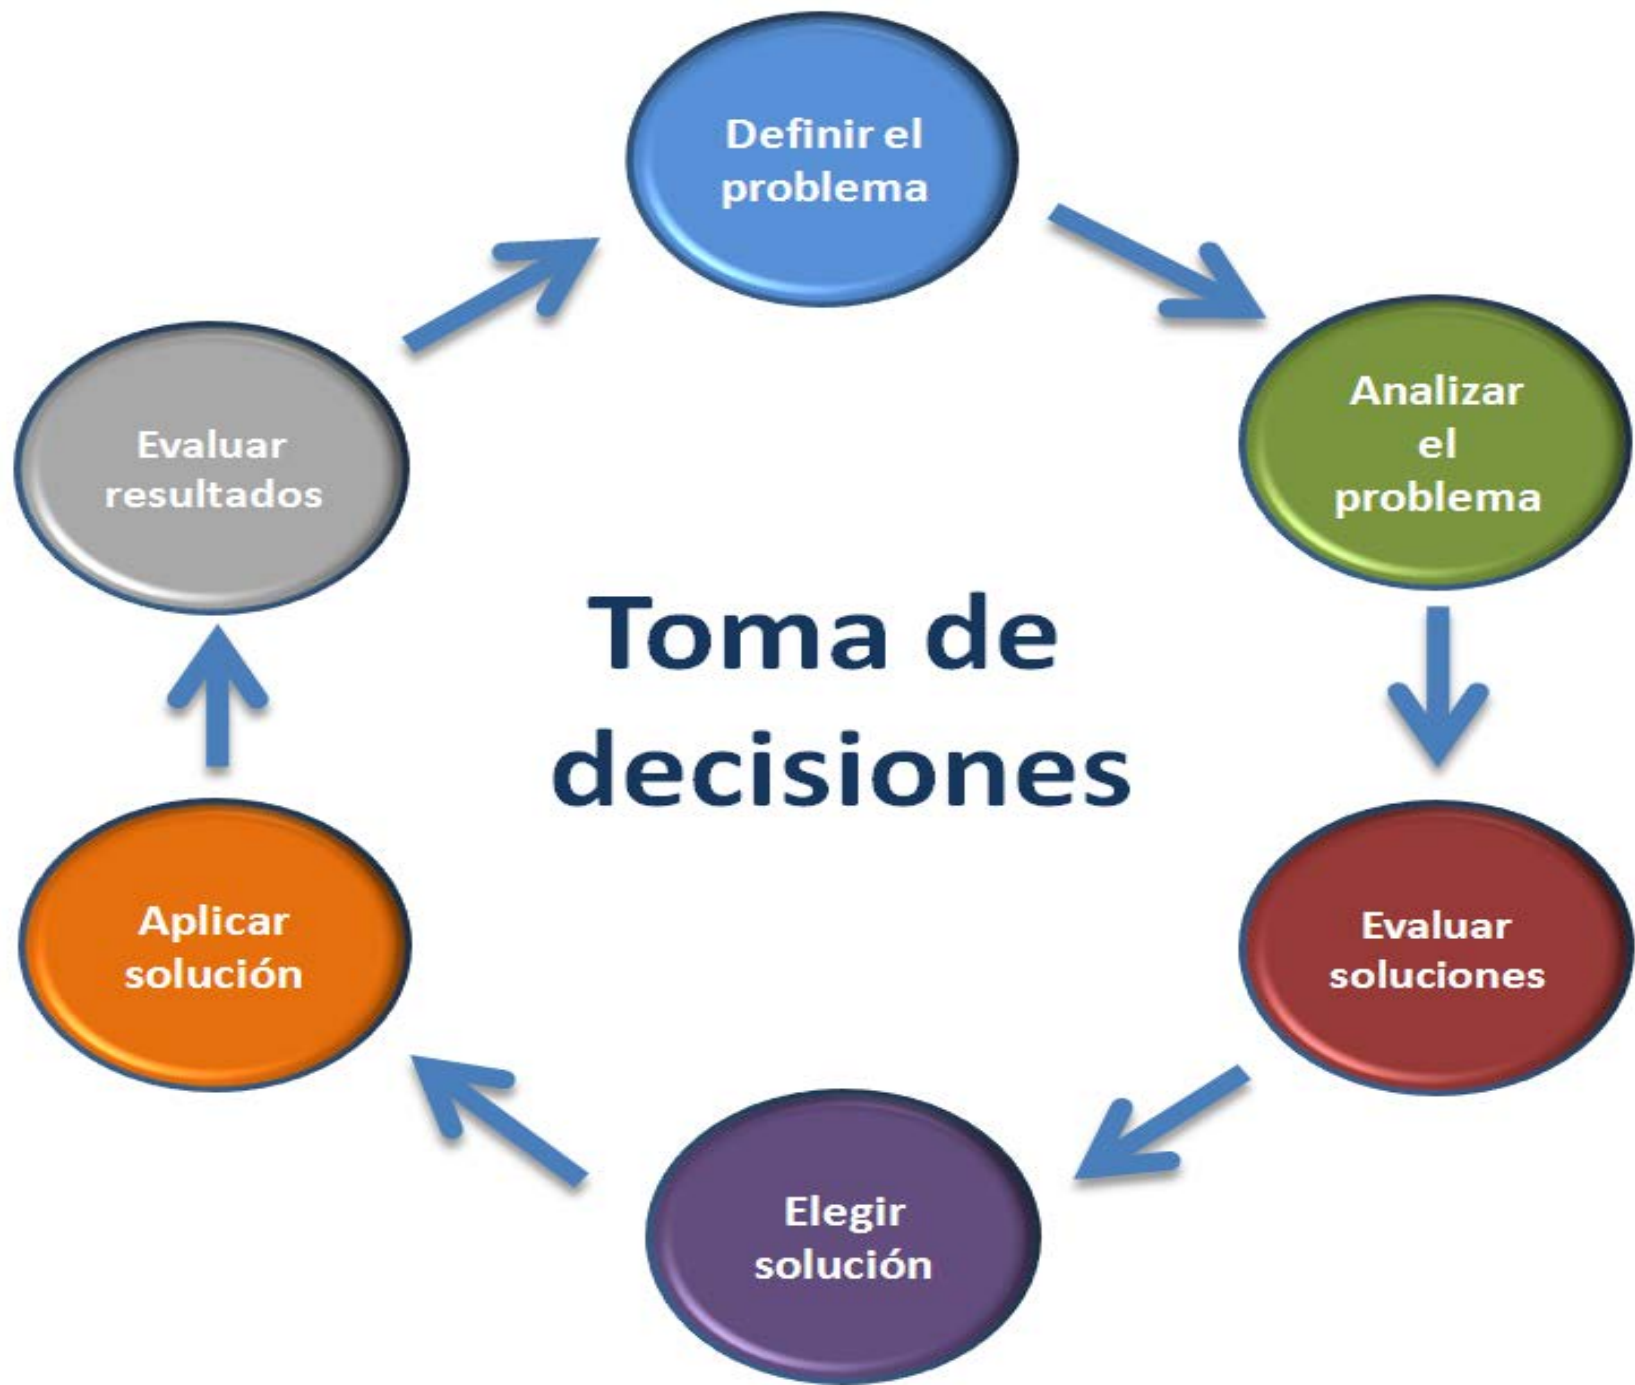 Definir el
problema
Analizar
el
problema
Evaluar
soluciones
Elegir
solución
Aplicar
solución
Evaluar
resultados
Toma de
decisiones